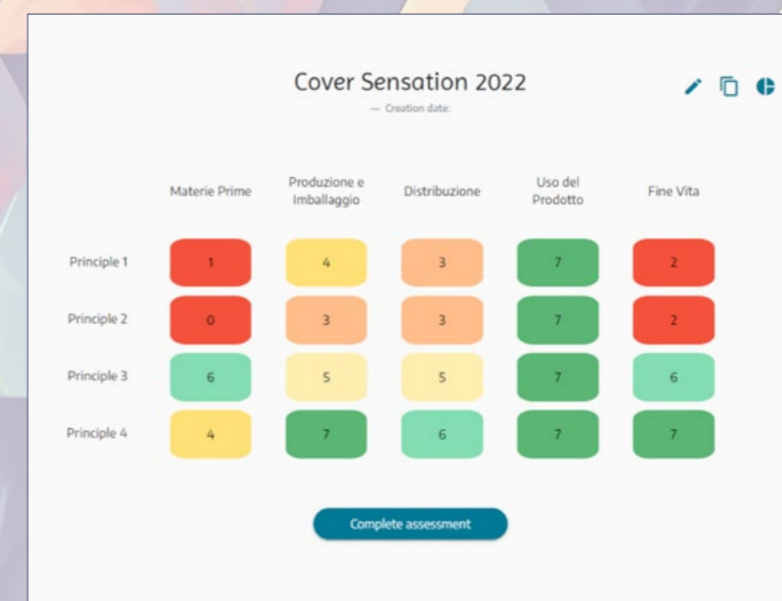 Cover Sensation 2022
— Creation date:
Materie Prime
Produzione e
Imballaggio
Distribuzione
Uso del
Prodotto
Fine Vita
Principle 1 1 4 3 7 2
Principle 2 0 3 3 7 2
Principle 3 6 5 5 7 6
Principle 4 4 7 6 7 7
Complete assessment